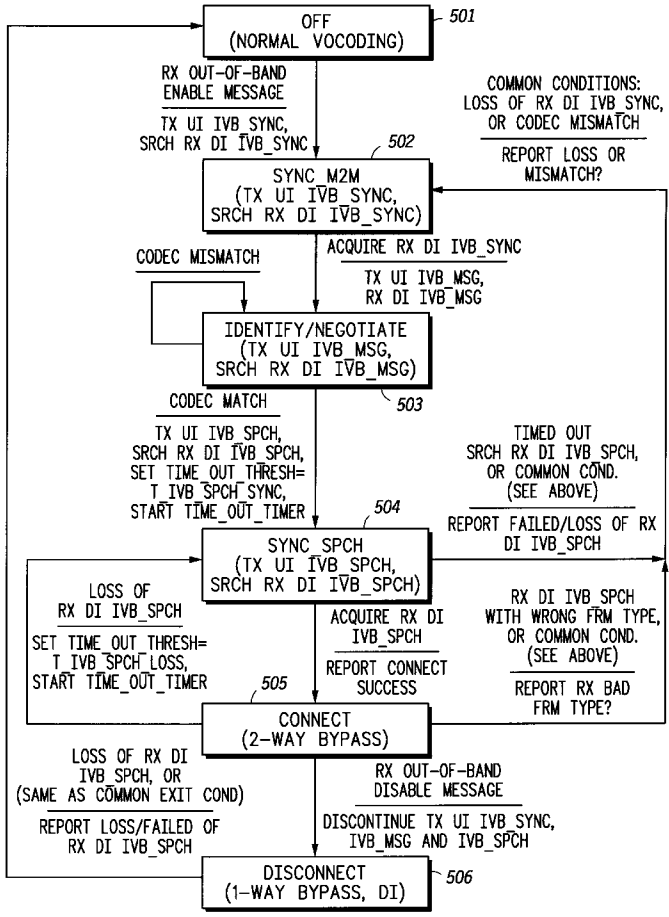 OFF
(NORMAL VOCODING)
501
RX OUT-OF-BAND
ENABLE MESSAGE
TX UI IVB_SYNC,
SRCH RX DI IVB_SYNC
COMMON CONDITIONS:
LOSS OF RX DI IVB_SYNC,
OR CODEC MISMATCH
REPORT LOSS OR
MISMATCH?
502
SYNC_M2M
(TX UI IVB_SYNC,
SRCH RX DI IVB_SYNC)
CODEC MISMATCH
ACQUIRE RX DI IVB_SYNC
TX UI IVB_MSG,
RX DI IVB_MSG
IDENTIFY/NEGOTIATE
(TX UI IVB_MSG,
SRCH RX DI IVB_MSG)
503
CODEC MATCH
TX UI IVB_SPCH,
SRCH RX DI IVB_SPCH,
SET TIME_OUT_THRESH=
T_IVB_SPCH_SYNC,
START TIME_OUT_TIMER
TIMED OUT
SRCH RX DI IVB_SPCH,
OR COMMON COND.
(SEE ABOVE)
REPORT FAILED/LOSS OF RX
DI IVB_SPCH
504
SYNC_SPCH
(TX UI IVB_SPCH,
SRCH RX DI IVB_SPCH)
LOSS OF
RX DI IVB_SPCH
SET TIME_OUT_THRESH=
T_IVB_SPCH_LOSS,
START TIME_OUT_TIMER
ACQUIRE RX DI
IVB_SPCH
REPORT CONNECT
SUCCESS
RX DI IVB_SPCH
WITH WRONG FRM TYPE,
OR COMMON COND.
(SEE ABOVE)
REPORT RX BAD
FRM TYPE?
505
CONNECT
(2-WAY BYPASS)
LOSS OF RX DI
IVB_SPCH, OR
(SAME AS COMMON EXIT COND)
REPORT LOSS/FAILED OF
RX DI IVB_SPCH
RX OUT-OF-BAND
DISABLE MESSAGE
DISCONTINUE TX UI IVB_SYNC,
IVB_MSG AND IVB_SPCH
DISCONNECT
(1-WAY BYPASS, DI)
506